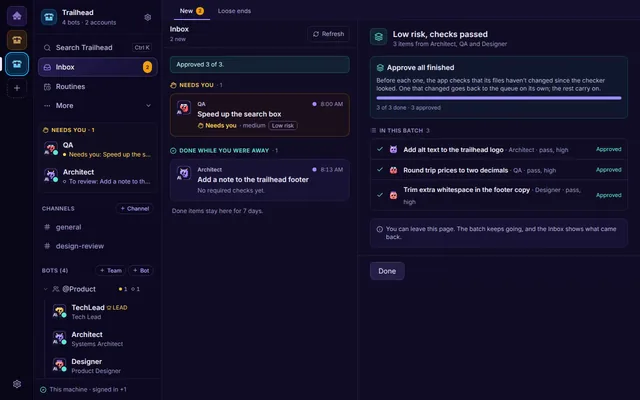 Trailhead
4 bots · 2 accounts
Search Trailhead
Ctrl K
Inbox
2
Routines
More
NEEDS YOU · 1
QA
Needs you: Speed up the s...
Architect
To review: Add a note to th...
CHANNELS
+ Channel
# general
# design-review
BOTS (4)
+ Team
+ Bot
@Product
1
1
TechLead
LEAD
Tech Lead
Architect
Systems Architect
Designer
Product Designer
This machine · signed in +1
New
2
Loose ends
Inbox
2 new
Refresh
Approved 3 of 3.
NEEDS YOU · 1
QA
8:00 AM
Speed up the search box
Needs you · medium
Low risk
DONE WHILE YOU WERE AWAY · 1
Architect
8:13 AM
Add a note to the trailhead footer
No required checks yet.
Done items stay here for 7 days.
Low risk, checks passed
3 items from Architect, QA and Designer
Approve all finished
Before each one, the app checks that its files haven't changed since the checker
looked. One that changed goes back to the queue on its own; the rest carry on.
3 of 3 done · 3 approved
IN THIS BATCH 3
Add alt text to the trailhead logo · Architect · pass, high
Approved
Round trip prices to two decimals · QA · pass, high
Approved
Trim extra whitespace in the footer copy · Designer · pass,
high
Approved
You can leave this page. The batch keeps going, and the inbox shows what came
back.
Done